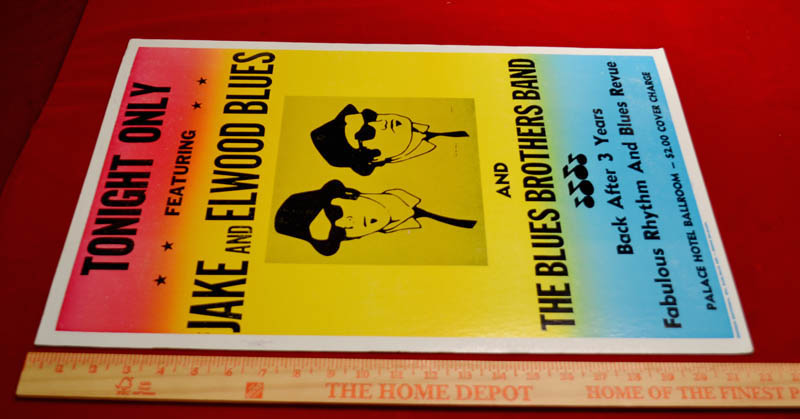 TONIGHT ONLY
FEATURING
JAKE AND ELWOOD BLUES
AND
THE BLUES BROTHERS BAND
Back After 3 Years
Fabulous Rhythm And Blues Revue
PALACE HOTEL BALLROOM – $2.00 COVER CHARGE
FSC
THE HOME DEPOT
HOME OF THE FINEST